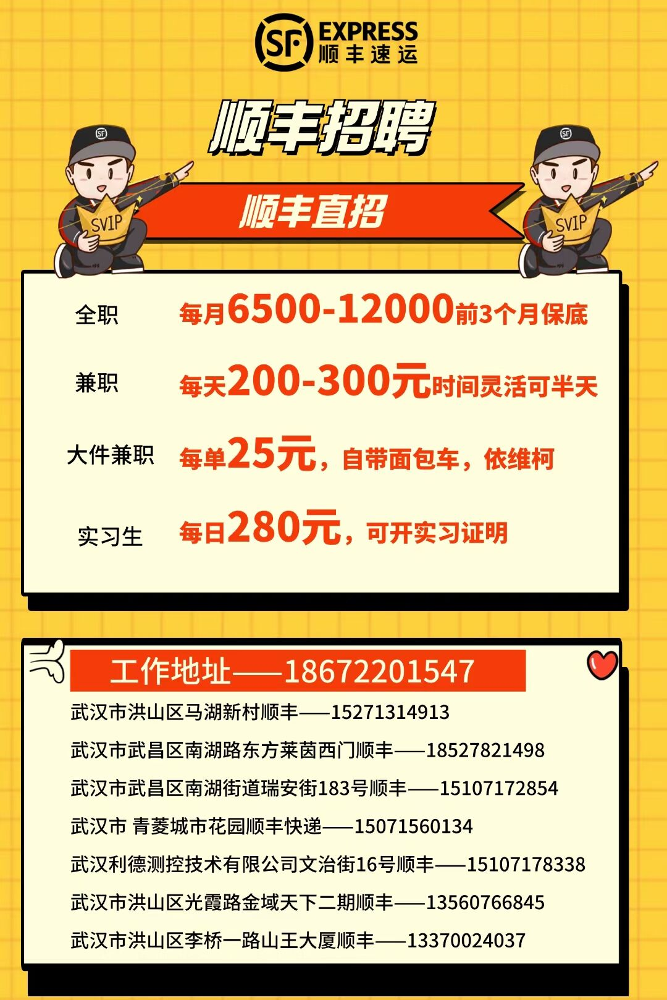 SF EXPRESS
顺丰速运
顺丰招聘
SF
SF
顺丰直招
SVIP
SVIP
全职 每月6500-12000前3个月保底
兼职 每天200-300元时间灵活可半天
大件兼职 每单25元，自带面包车，依维柯
实习生 每日280元，可开实习证明
工作地址——18672201547
武汉市洪山区马湖新村顺丰——15271314913
武汉市武昌区南湖路东方莱茵西门顺丰——18527821498
武汉市武昌区南湖街道瑞安街183号顺丰——15107172854
武汉市 青菱城市花园顺丰快递——15071560134
武汉利德测控技术有限公司文治街16号顺丰——15107178338
武汉市洪山区光霞路金域天下二期顺丰——13560766845
武汉市洪山区李桥一路山王大厦顺丰——13370024037